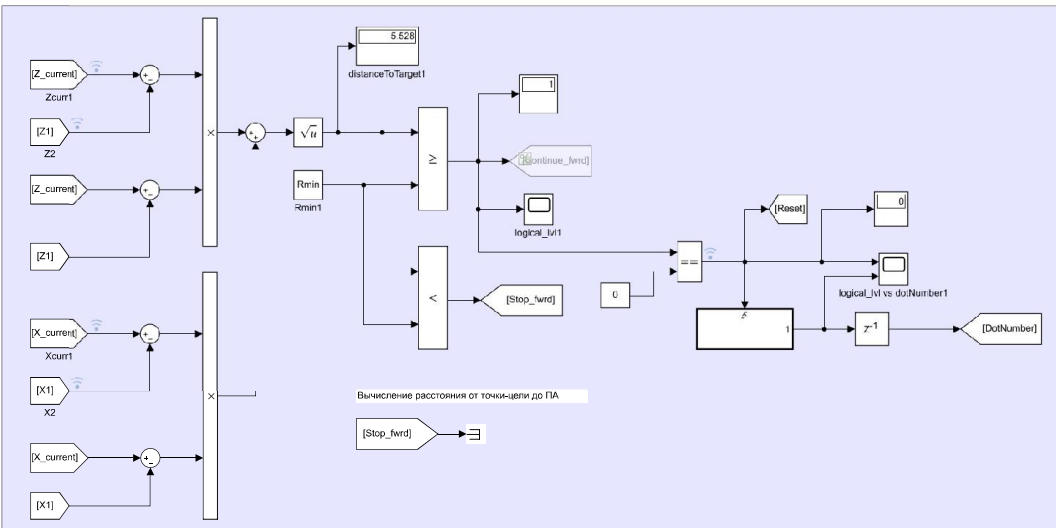 [Z_current]
Zcurr1
[Z1]
Z2
[Z_current]
[Z1]
[X_current]
Xcurr1
[X1]
X2
[X_current]
[X1]
+
−
+
−
+
−
+
−
×
×
+
+
√u
5.528
distanceToTarget1
Rmin
Rmin1
≥
<
1
[Continue_fwrd]
logical_lvl1
[Stop_fwrd]
0
==
[Reset]
0
logical_lvl vs dotNumber1
1
z-1
[DotNumber]
Вычисление расстояния от точки-цели до ПА
[Stop_fwrd]